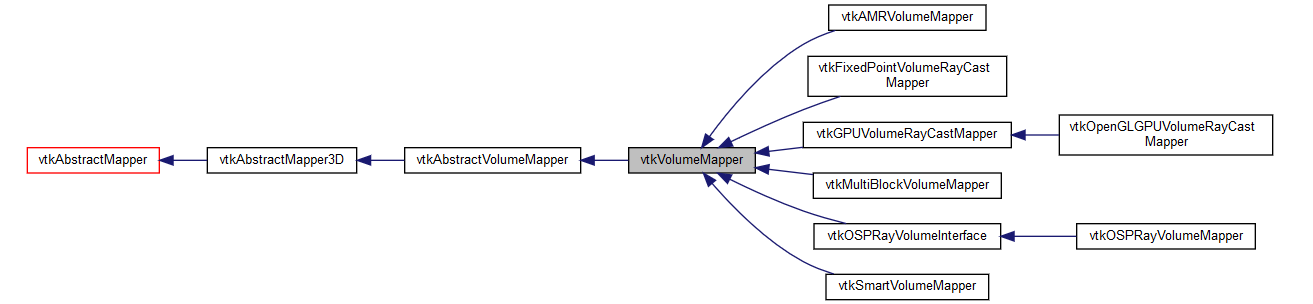 vtkAMRVolumeMapper
vtkFixedPointVolumeRayCast
Mapper
vtkGPUVolumeRayCastMapper
vtkOpenGLGPUVolumeRayCast
Mapper
vtkAbstractMapper
vtkAbstractMapper3D
vtkAbstractVolumeMapper
vtkVolumeMapper
vtkMultiBlockVolumeMapper
vtkOSPRayVolumeInterface
vtkOSPRayVolumeMapper
vtkSmartVolumeMapper